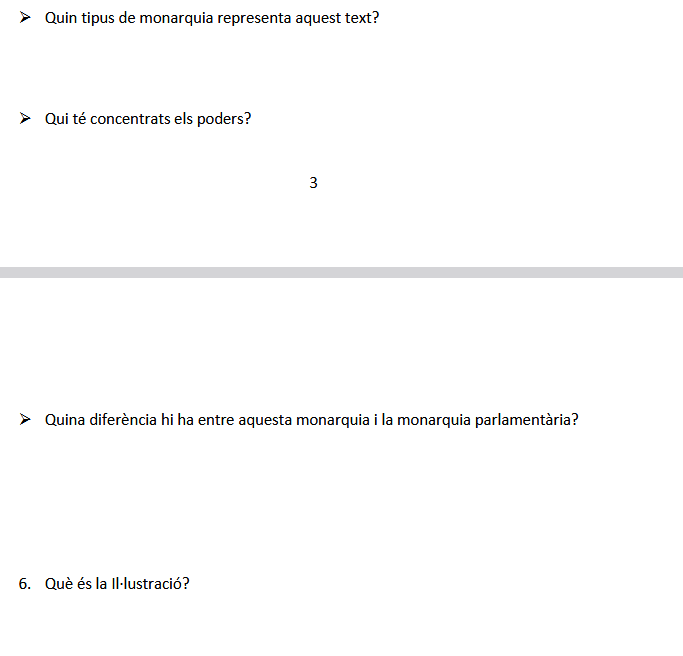 ➢ Quin tipus de monarquia representa aquest text?
➢ Qui té concentrats els poders?
3
➢ Quina diferència hi ha entre aquesta monarquia i la monarquia parlamentària?
6. Què és la Il·lustració?